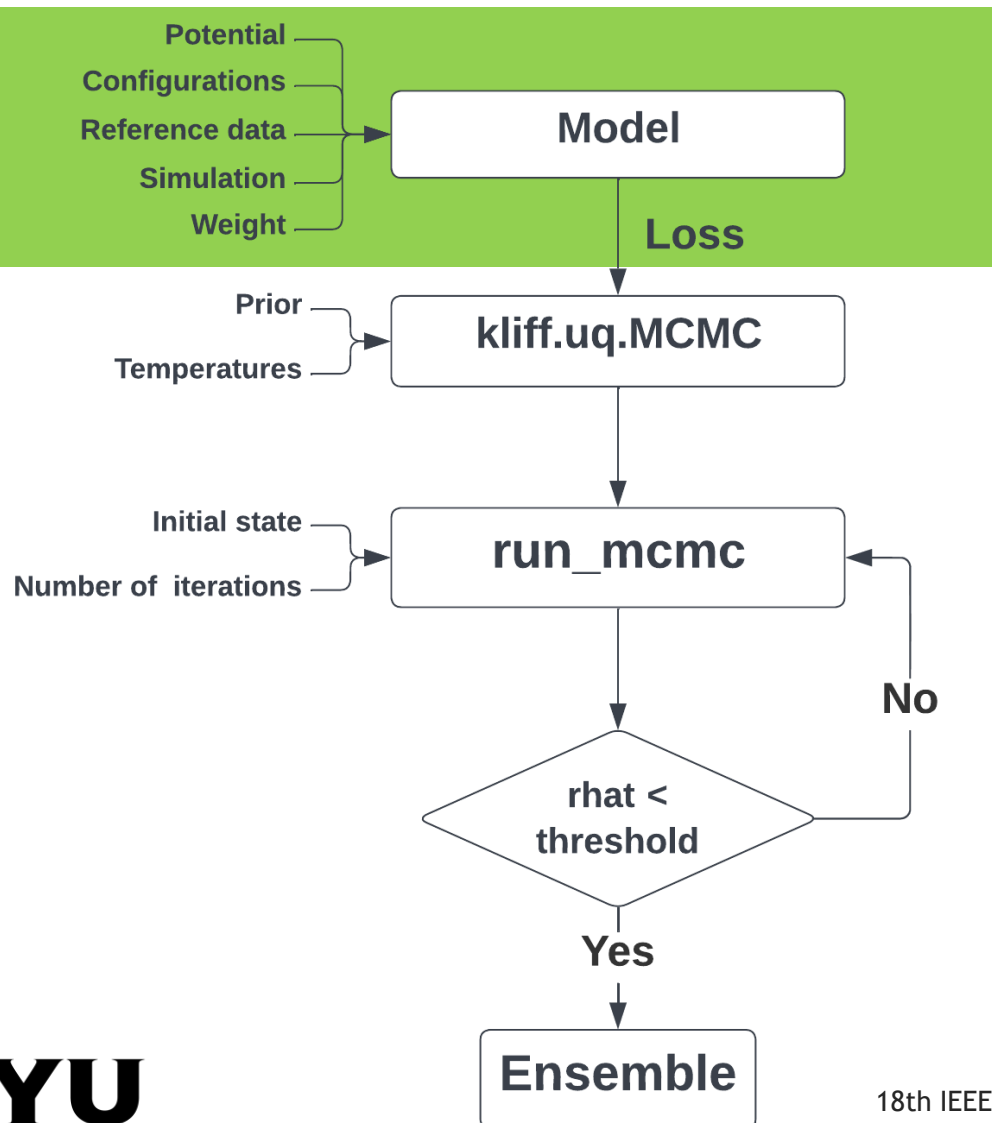 Potential
Configurations
Reference data
Simulation
Weight
Model
Loss
Prior
Temperatures
kliff.uq.MCMC
Initial state
Number of iterations
run_mcmc
No
rhat <
threshold
Yes
Ensemble
YU
18th IEEE